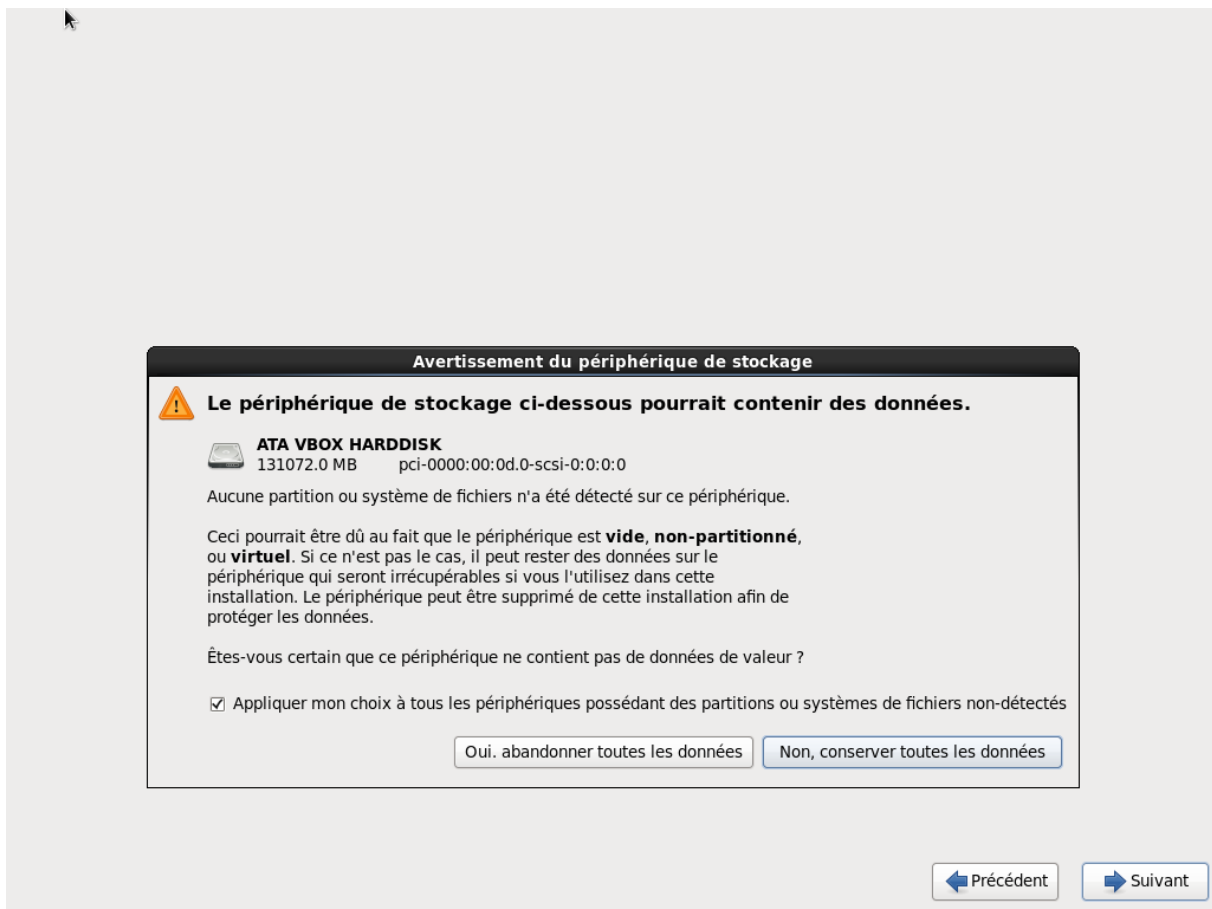 Avertissement du périphérique de stockage
Le périphérique de stockage ci-dessous pourrait contenir des données.
ATA VBOX HARDDISK
131072.0 MB pci-0000:00:0d.0-scsi-0:0:0:0
Aucune partition ou système de fichiers n'a été détecté sur ce périphérique.
Ceci pourrait être dû au fait que le périphérique est vide, non-partitionné,
ou virtuel. Si ce n'est pas le cas, il peut rester des données sur le
périphérique qui seront irrécupérables si vous l'utilisez dans cette
installation. Le périphérique peut être supprimé de cette installation afin de
protéger les données.
Êtes-vous certain que ce périphérique ne contient pas de données de valeur ?
Appliquer mon choix à tous les périphériques possédant des partitions ou systèmes de fichiers non-détectés
Oui. abandonner toutes les données Non, conserver toutes les données
Précédent Suivant